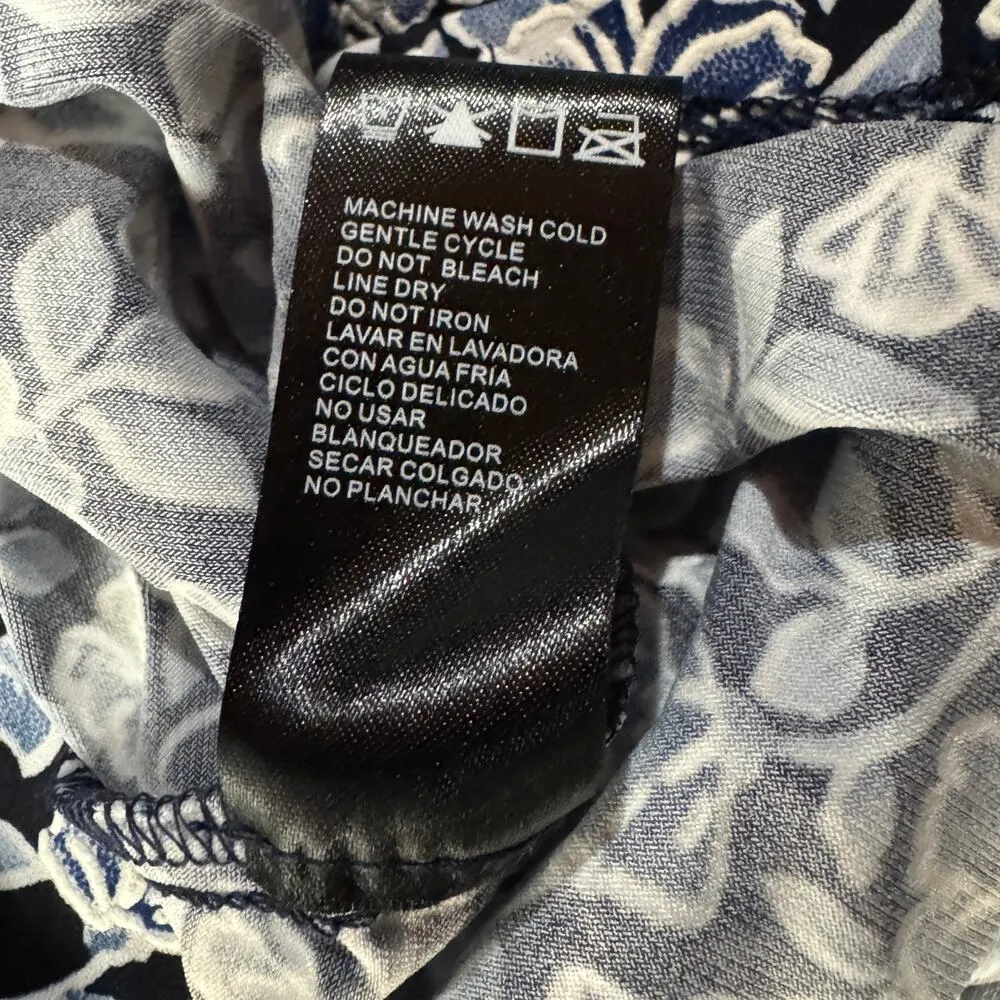 MACHINE WASH COLD
GENTLE CYCLE
DO NOT BLEACH
LINE DRY
DO NOT IRON
LAVAR EN LAVADORA
CON AGUA FRIA
CICLO DELICADO
NO USAR
BLANQUEADOR
SECAR COLGADO
NO PLANCHAR